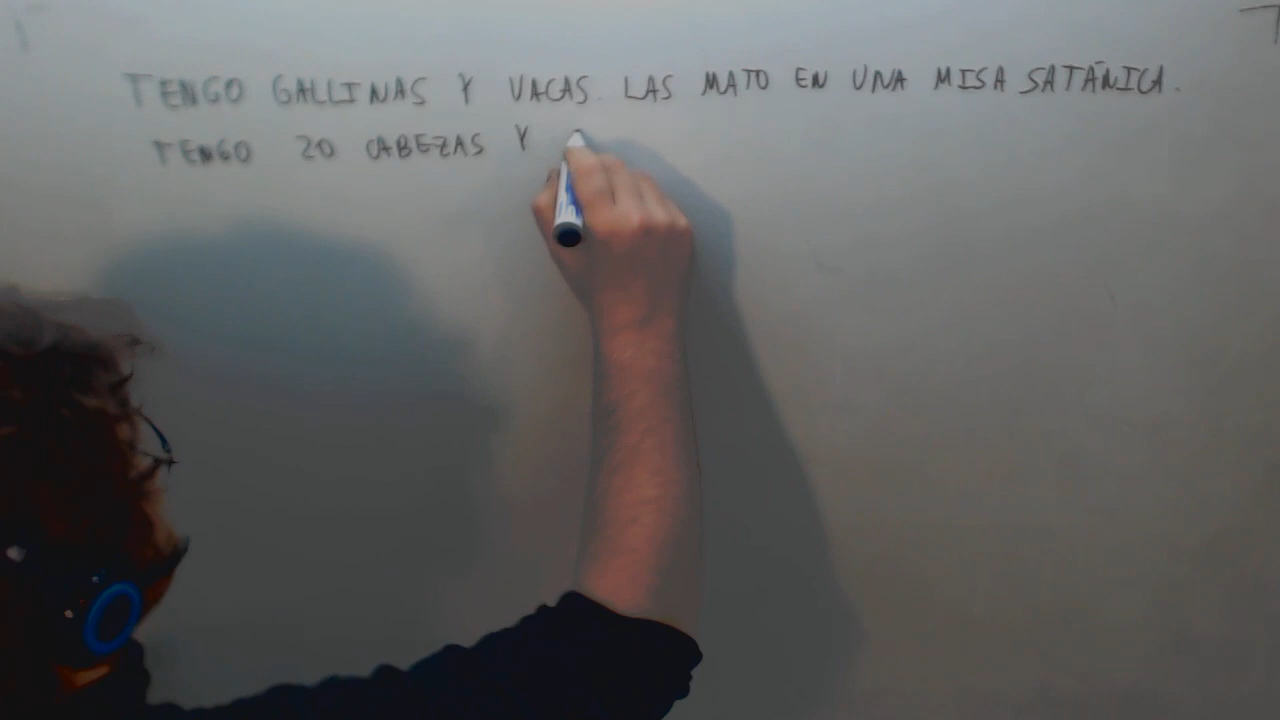 TENGO GALLINAS Y VACAS. LAS MATO EN UNA MISA SATÁNICA.
TENGO 20 CABEZAS Y